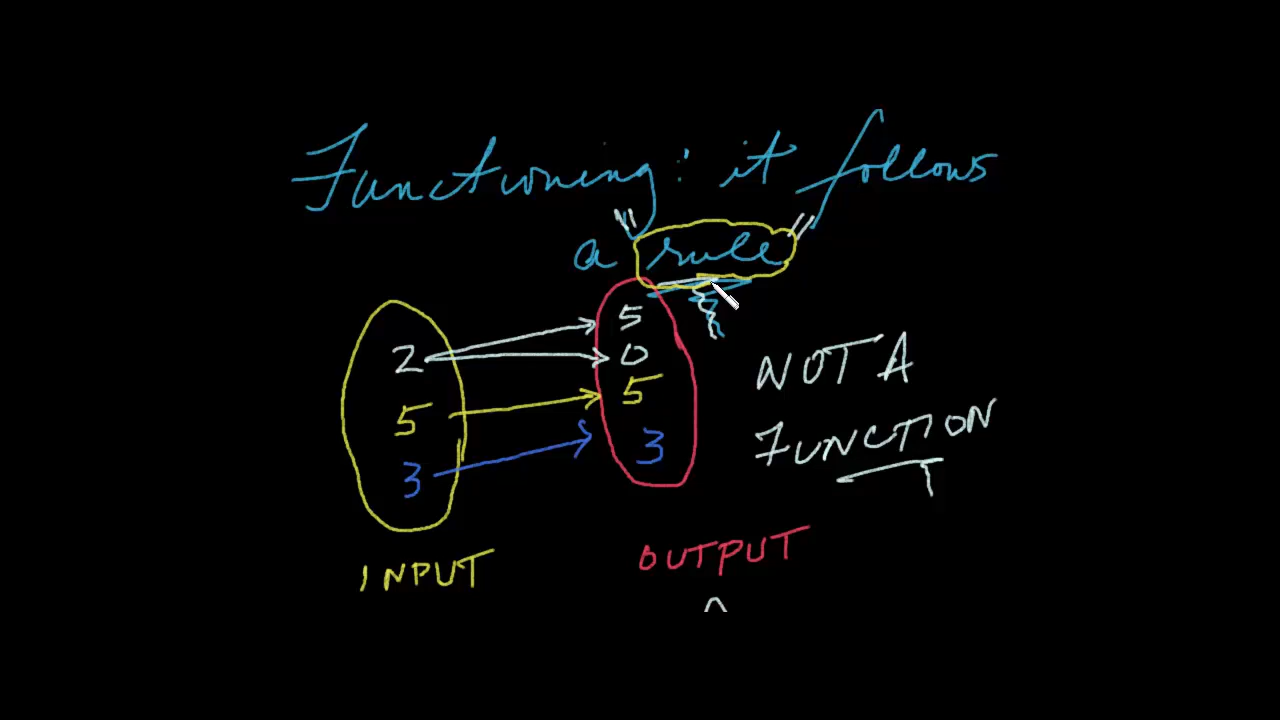 Functioning: it follows
a "rule"
2
5
3
5
0
5
3
NOT A
FUNCTION
INPUT
OUTPUT